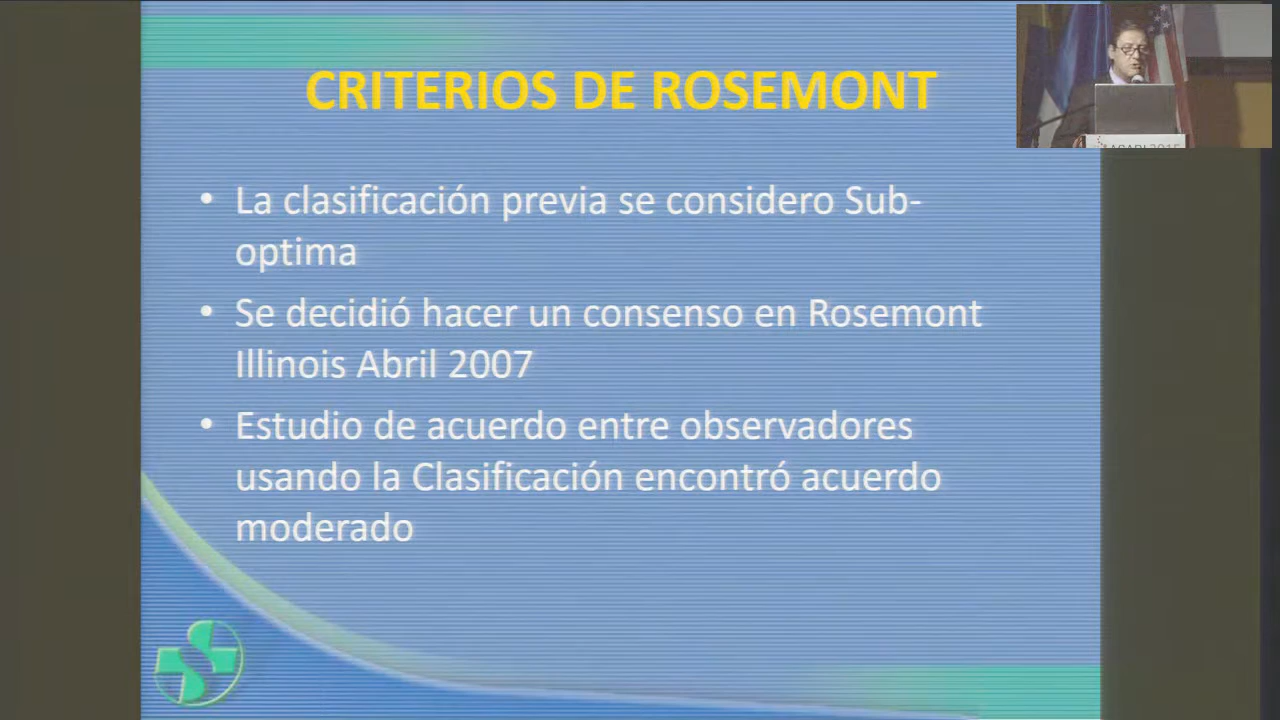 CRITERIOS DE ROSEMONT
• La clasificación previa se considero Sub-
optima
• Se decidió hacer un consenso en Rosemont
Illinois Abril 2007
• Estudio de acuerdo entre observadores
usando la Clasificación encontró acuerdo
moderado